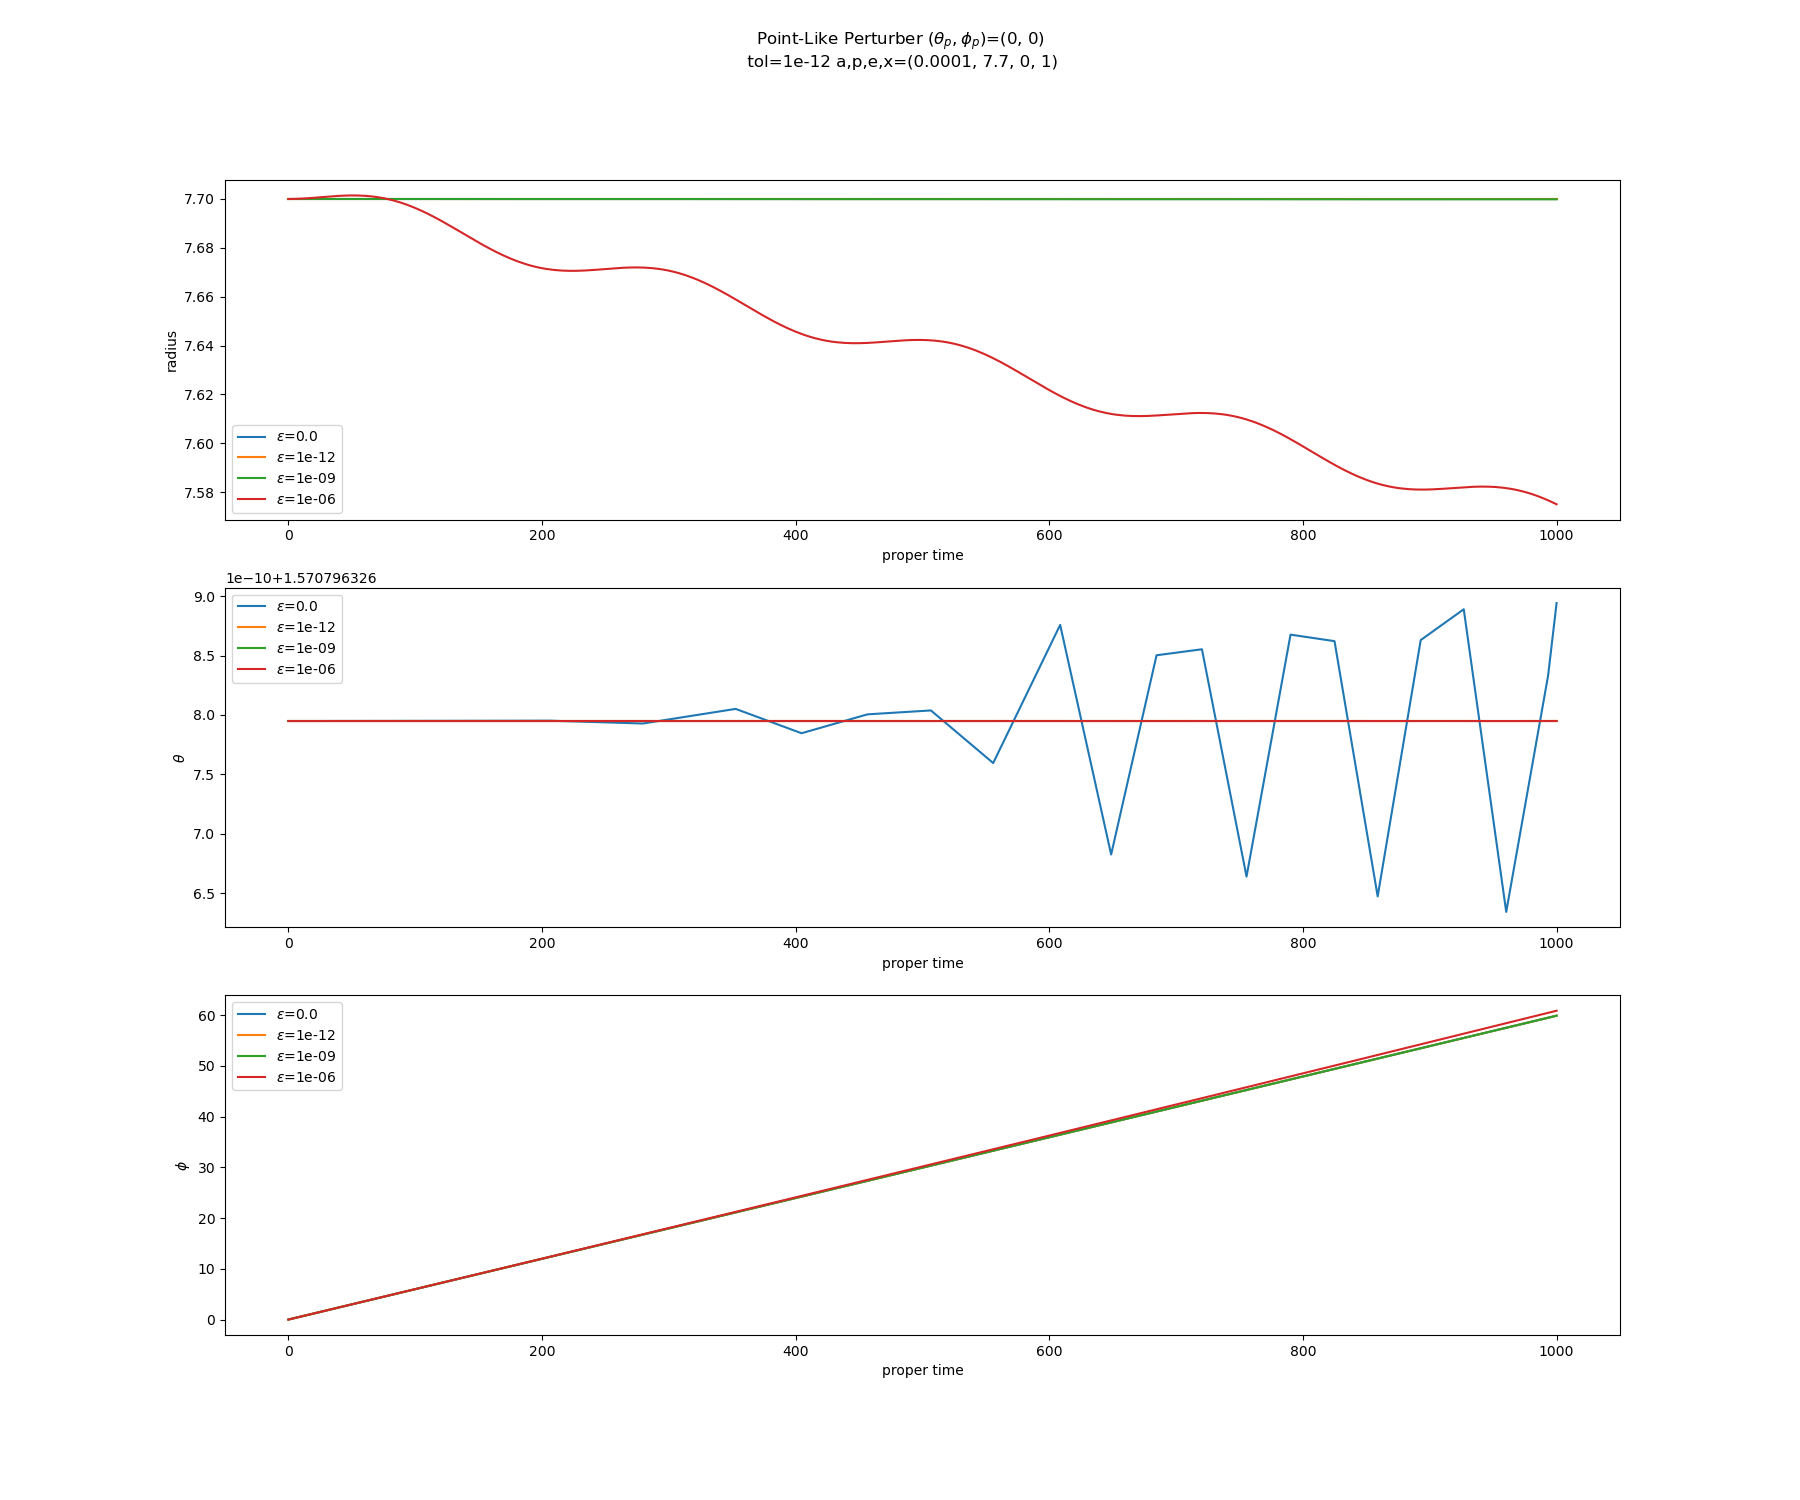 Point-Like Perturber (θp, ϕp)=(0, 0)
tol=1e-12 a,p,e,x=(0.0001, 7.7, 0, 1)
7.70
7.68
7.66
7.64
7.62
7.60
7.58
radius
ε=0.0
ε=1e-12
ε=1e-09
ε=1e-06
0 200 400 600 800 1000
proper time
1e−10+1.570796326
9.0
8.5
8.0
7.5
7.0
6.5
θ
ε=0.0
ε=1e-12
ε=1e-09
ε=1e-06
0 200 400 600 800 1000
proper time
60
50
40
30
20
10
0
ϕ
ε=0.0
ε=1e-12
ε=1e-09
ε=1e-06
0 200 400 600 800 1000
proper time